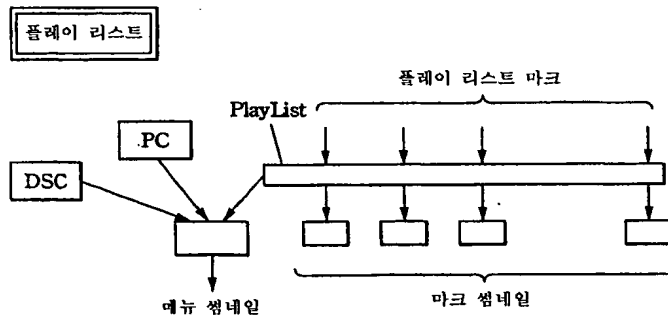 플레이 리스트
플레이 리스트 마크
PlayList
PC
DSC
메뉴 썸네일
마크 썸네일